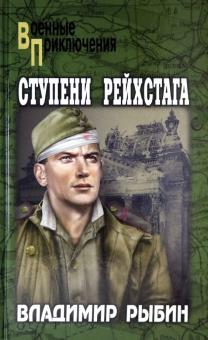 Военные
Приключения
СТУПЕНИ РЕЙХСТАГА
ВЛАДИМИР РЫБИН